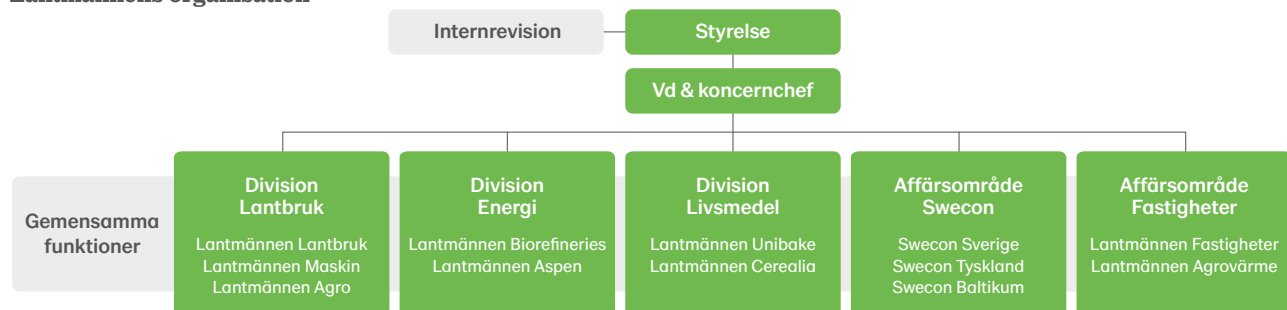 Internrevision
Styrelse
Vd & koncernchef
Gemensamma
funktioner
Division
Lantbruk
Lantmännen Lantbruk
Lantmännen Maskin
Lantmännen Agro
Division
Energi
Lantmännen Biorefineries
Lantmännen Aspen
Division
Livsmedel
Lantmännen Unibake
Lantmännen Cerealia
Affärsområde
Swecon
Swecon Sverige
Swecon Tyskland
Swecon Baltikum
Affärsområde
Fastigheter
Lantmännen Fastigheter
Lantmännen Agrovärme